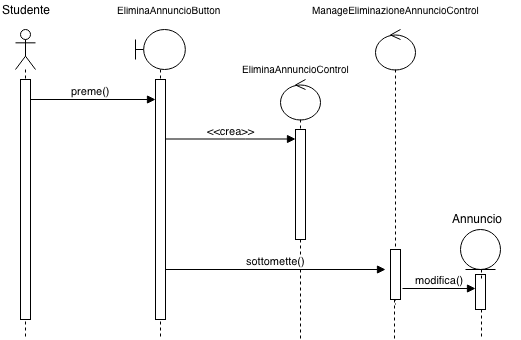 Studente
EliminaAnnuncioButton
ManageEliminazioneAnnuncioControl
EliminaAnnuncioControl
preme()
<<crea>>
Annuncio
sottomette()
modifica()